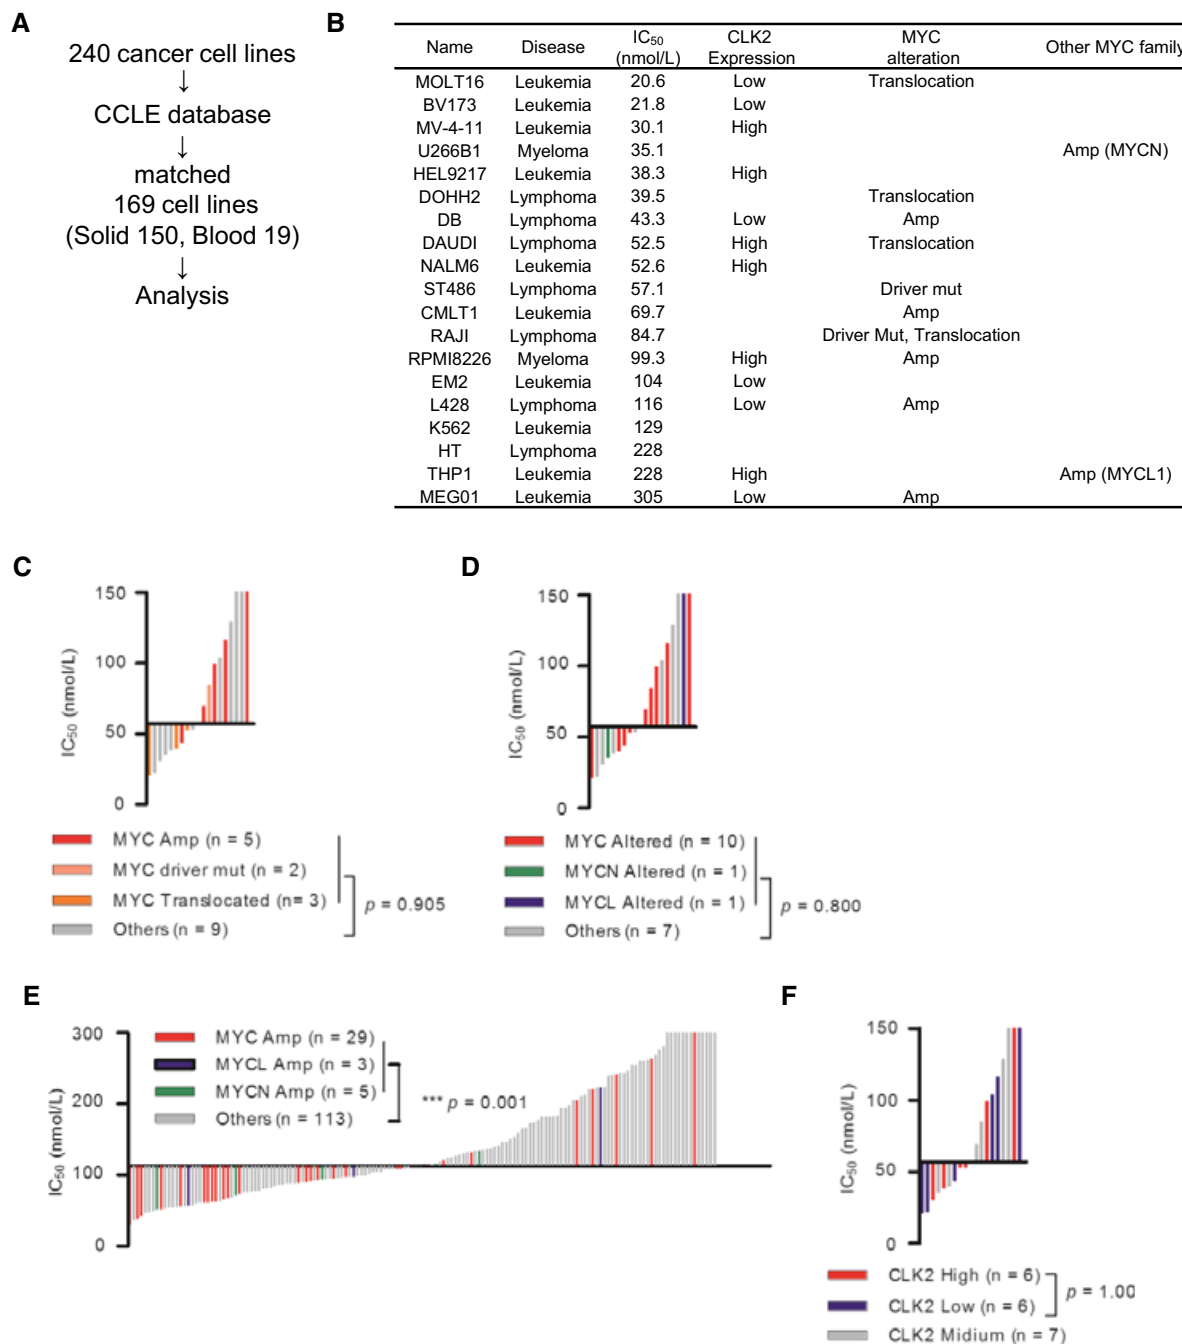 A
240 cancer cell lines
↓
CCLE database
↓
matched
169 cell lines
(Solid 150, Blood 19)
↓
Analysis
B
Name Disease IC50 (nmol/L) CLK2 Expression MYC alteration Other MYC family
MOLT16 Leukemia 20.6 Low Translocation
BV173 Leukemia 21.8 Low
MV-4-11 Leukemia 30.1 High
U266B1 Myeloma 35.1 Amp (MYCN)
HEL9217 Leukemia 38.3 High
DOHH2 Lymphoma 39.5 Translocation
DB Lymphoma 43.3 Low Amp
DAUDI Lymphoma 52.5 High Translocation
NALM6 Leukemia 52.6 High
ST486 Lymphoma 57.1 Driver mut
CMLT1 Leukemia 69.7 Amp
RAJI Lymphoma 84.7 Driver Mut, Translocation
RPMI8226 Myeloma 99.3 High Amp
EM2 Leukemia 104 Low
L428 Lymphoma 116 Low Amp
K562 Leukemia 129
HT Lymphoma 228
THP1 Leukemia 228 High Amp (MYCL1)
MEG01 Leukemia 305 Low Amp
C
IC50 (nmol/L)
150
100
50
0
MYC Amp (n = 5)
MYC driver mut (n = 2)
MYC Translocated (n= 3)
Others (n = 9)
p = 0.905
D
IC50 (nmol/L)
150
100
50
0
MYC Altered (n = 10)
MYCN Altered (n = 1)
MYCL Altered (n = 1)
Others (n = 7)
p = 0.800
E
IC50 (nmol/L)
300
200
100
0
MYC Amp (n = 29)
MYCL Amp (n = 3)
MYCN Amp (n = 5)
Others (n = 113)
*** p = 0.001
F
IC50 (nmol/L)
150
100
50
0
CLK2 High (n = 6)
CLK2 Low (n = 6)
CLK2 Midium (n = 7)
p = 1.00